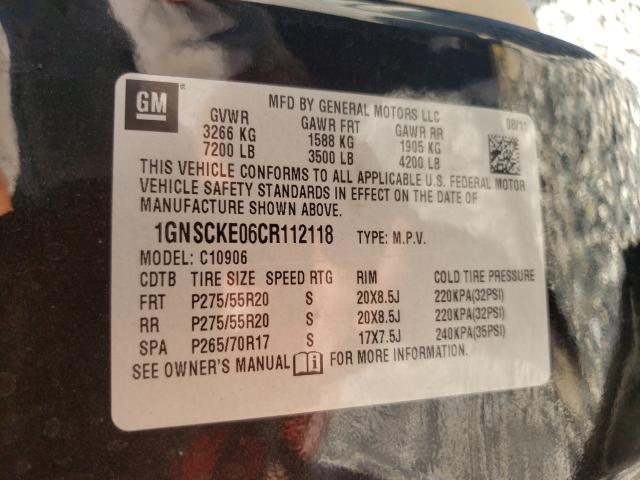 GM ®
MFD BY GENERAL MOTORS LLC
08/11
GVWR GAWR FRT GAWR RR
3266 KG 1588 KG 1905 KG
7200 LB 3500 LB 4200 LB
THIS VEHICLE CONFORMS TO ALL APPLICABLE U.S. FEDERAL MOTOR
VEHICLE SAFETY STANDARDS IN EFFECT ON THE DATE OF
MANUFACTURE SHOWN ABOVE.
1GNSCKE06CR112118 TYPE: M.P.V.
MODEL: C10906
CDTB TIRE SIZE SPEED RTG RIM COLD TIRE PRESSURE
FRT P275/55R20 S 20X8.5J 220KPA(32PSI)
RR P275/55R20 S 20X8.5J 220KPA(32PSI)
SPA P265/70R17 S 17X7.5J 240KPA(35PSI)
SEE OWNER'S MANUAL FOR MORE INFORMATION.